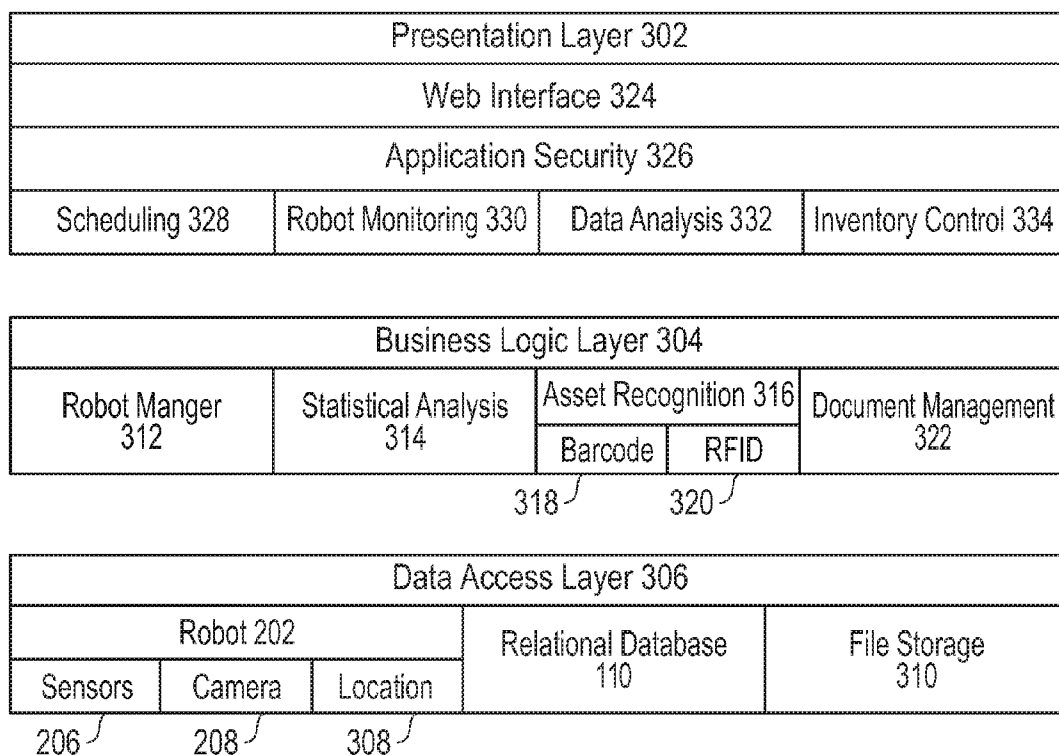 Presentation Layer 302
Web Interface 324
Application Security 326
Scheduling 328
Robot Monitoring 330
Data Analysis 332
Inventory Control 334
Business Logic Layer 304
Robot Manger
312
Statistical Analysis
314
Asset Recognition 316
Barcode
RFID
Document Management
322
318
320
Data Access Layer 306
Robot 202
Sensors
Camera
Location
Relational Database
110
File Storage
310
206
208
308